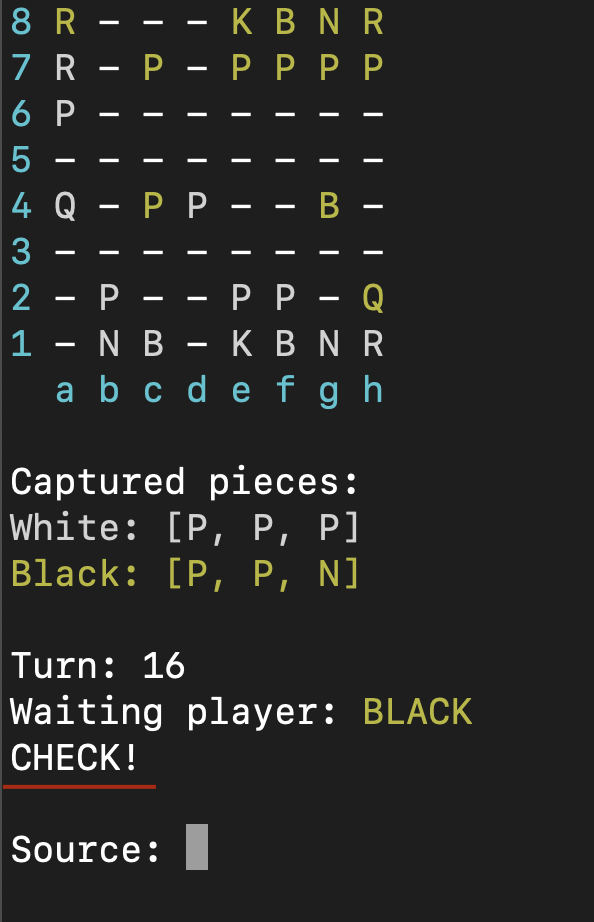 8 R – – – K B N R
7 R – P – P P P P
6 P – – – – – – –
5 – – – – – – – –
4 Q – P P – – B –
3 – – – – – – – –
2 – P – – P P – Q
1 – N B – K B N R
a b c d e f g h
Captured pieces:
White: [P, P, P]
Black: [P, P, N]
Turn: 16
Waiting player: BLACK
CHECK!
Source: